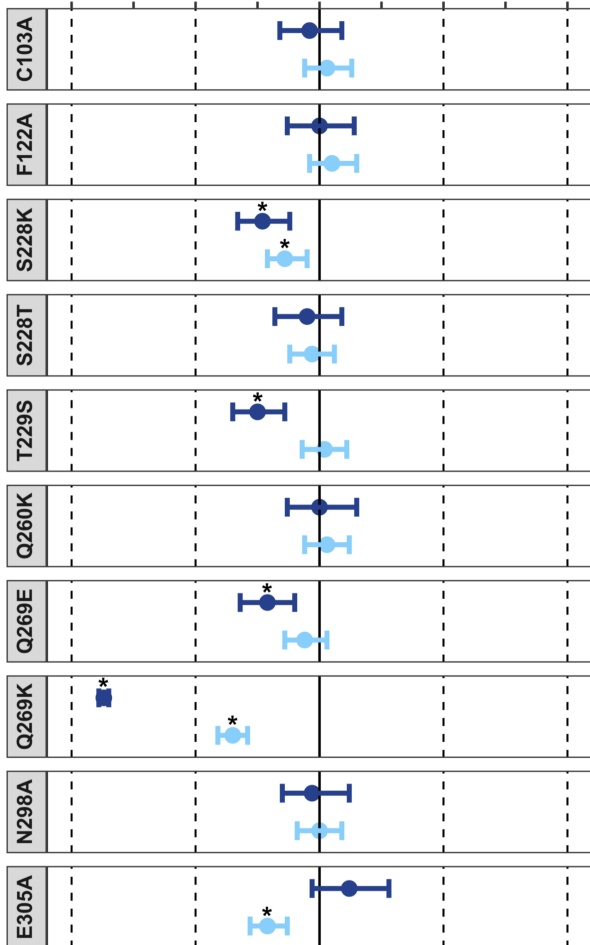 C103A
F122A
*
S228K
*
S228T
*
T229S
Q260K
*
Q269E
*
Q269K
*
N298A
E305A
*